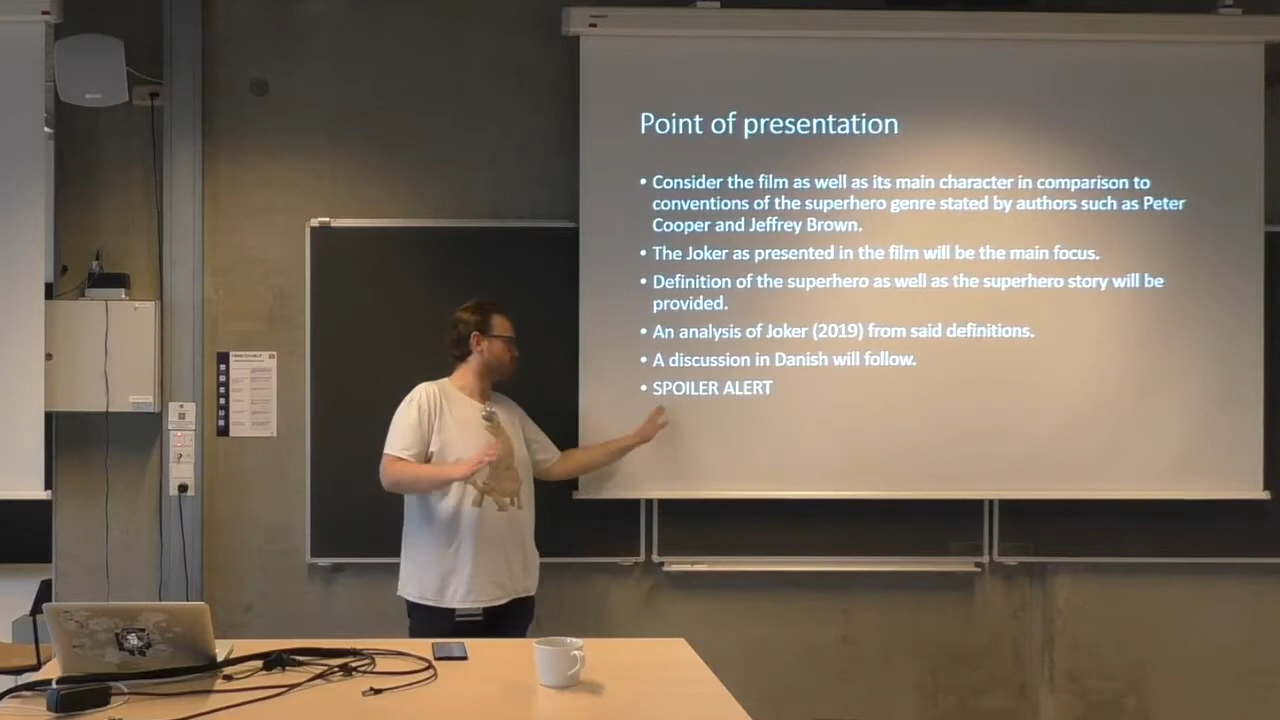 Point of presentation
• Consider the film as well as its main character in comparison to
conventions of the superhero genre stated by authors such as Peter
Cooper and Jeffrey Brown.
• The Joker as presented in the film will be the main focus.
• Definition of the superhero as well as the superhero story will be
provided.
• An analysis of Joker (2019) from said definitions.
• A discussion in Danish will follow.
• SPOILER ALERT